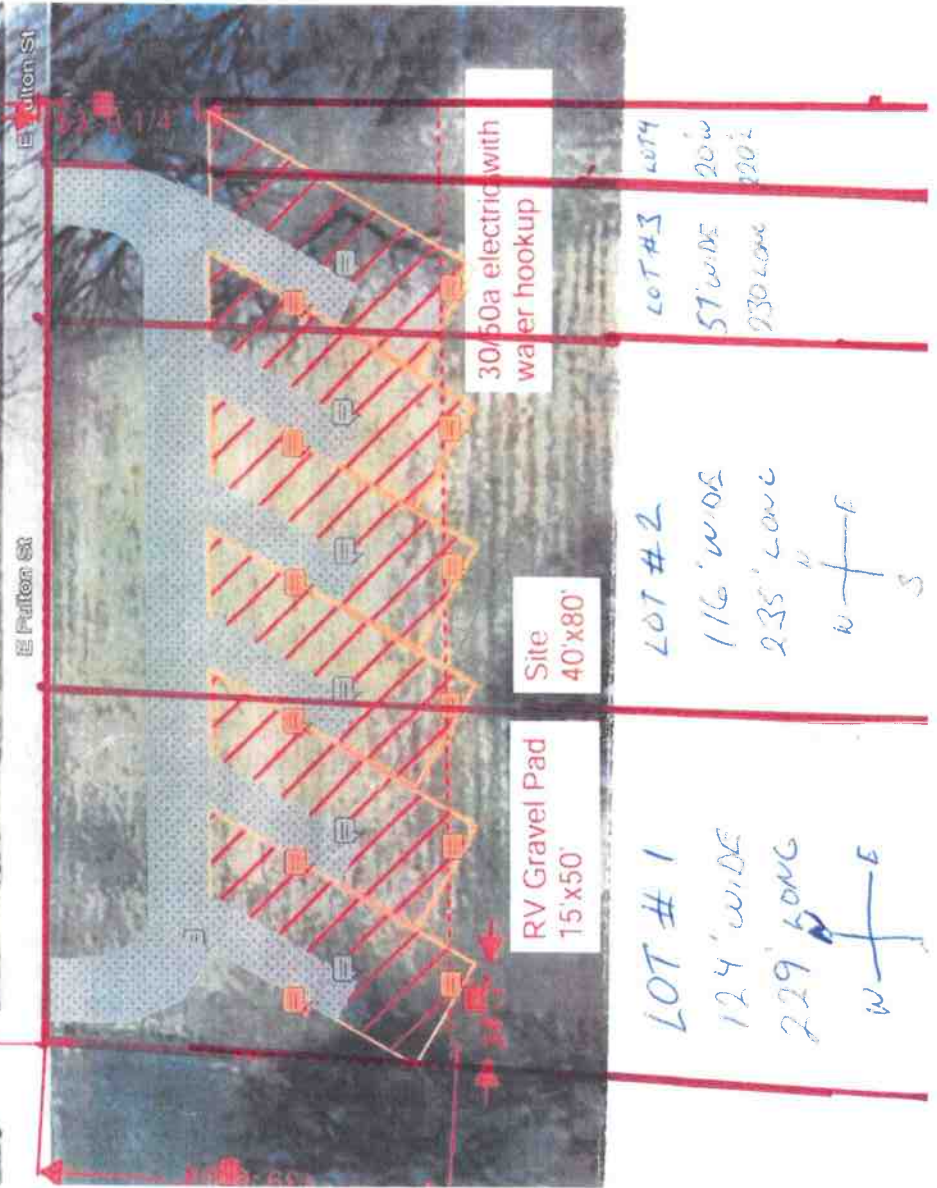 E Fulton St
E Fulton St
30/50a electric with
water hookup
Site
40'x80'
RV Gravel Pad
15'x50'
LOT # 1
124' WIDE
229' LONG
N
W
E
LOT # 2
116' WIDE
235' LONG
N
W
E
S
LOT #3
57' WIDE
230 LONG
LOT 4
20' W
220 L